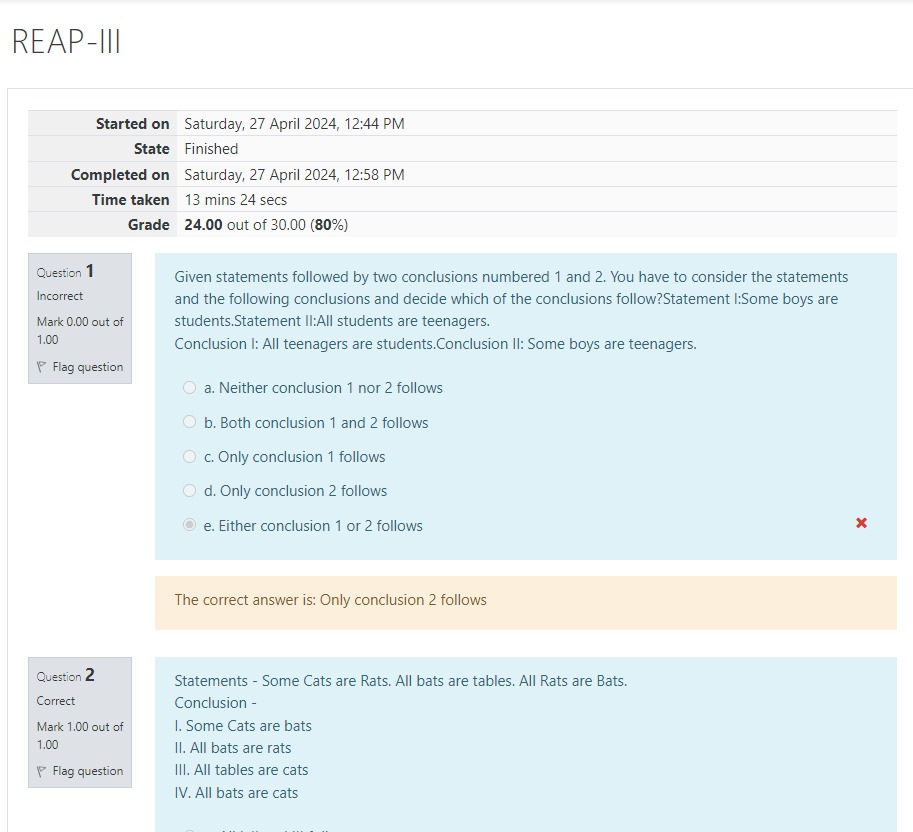 REAP-III
Started on Saturday, 27 April 2024, 12:44 PM
State Finished
Completed on Saturday, 27 April 2024, 12:58 PM
Time taken 13 mins 24 secs
Grade 24.00 out of 30.00 (80%)
Question 1
Incorrect
Mark 0.00 out of
1.00
Flag question
Given statements followed by two conclusions numbered 1 and 2. You have to consider the statements
and the following conclusions and decide which of the conclusions follow?Statement I:Some boys are
students.Statement II:All students are teenagers.
Conclusion I: All teenagers are students.Conclusion II: Some boys are teenagers.
a. Neither conclusion 1 nor 2 follows
b. Both conclusion 1 and 2 follows
c. Only conclusion 1 follows
d. Only conclusion 2 follows
e. Either conclusion 1 or 2 follows
The correct answer is: Only conclusion 2 follows
Question 2
Correct
Mark 1.00 out of
1.00
Flag question
Statements - Some Cats are Rats. All bats are tables. All Rats are Bats.
Conclusion -
I. Some Cats are bats
II. All bats are rats
III. All tables are cats
IV. All bats are cats